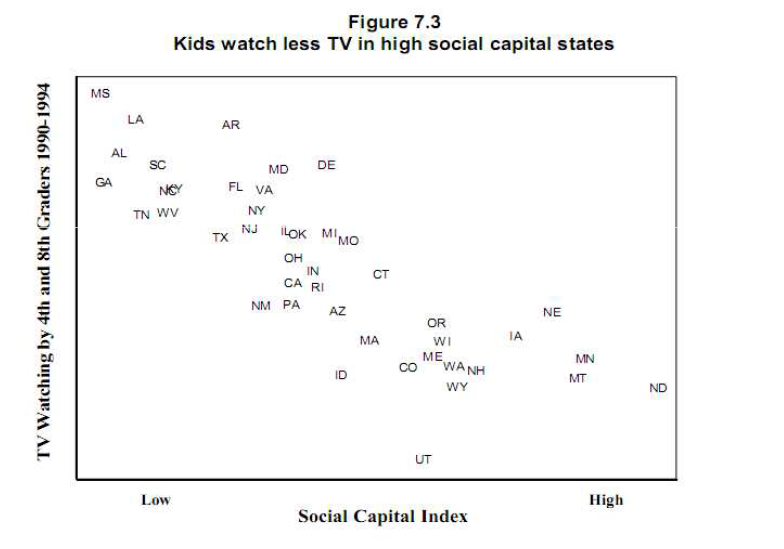 Figure 7.3
Kids watch less TV in high social capital states
TV Watching by 4th and 8th Graders 1990-1994
MS
LA
AR
AL
SC
MD
DE
GA
NC
KY
FL
VA
TN
WV
NY
NJ
TX
IL
OK
MI
MO
OH
IN
CT
CA
RI
NM
PA
AZ
NE
OR
IA
MA
WI
ME
MN
CO
WA
NH
ID
MT
WY
ND
UT
Low
High
Social Capital Index